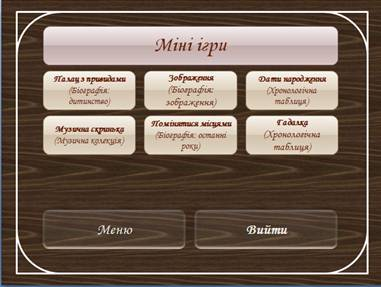 Міні ігри
Палац з привидами
(Біографія:
дитинство)
Зображення
(Біографія:
зображення)
Дати народження
(Хронологічна
таблиця)
Музична скринька
(Музична колекція)
Помінятися місцями
(Біографія: останні
роки)
Гадалка
(Хронологічна
таблиця)
Меню
Вийти